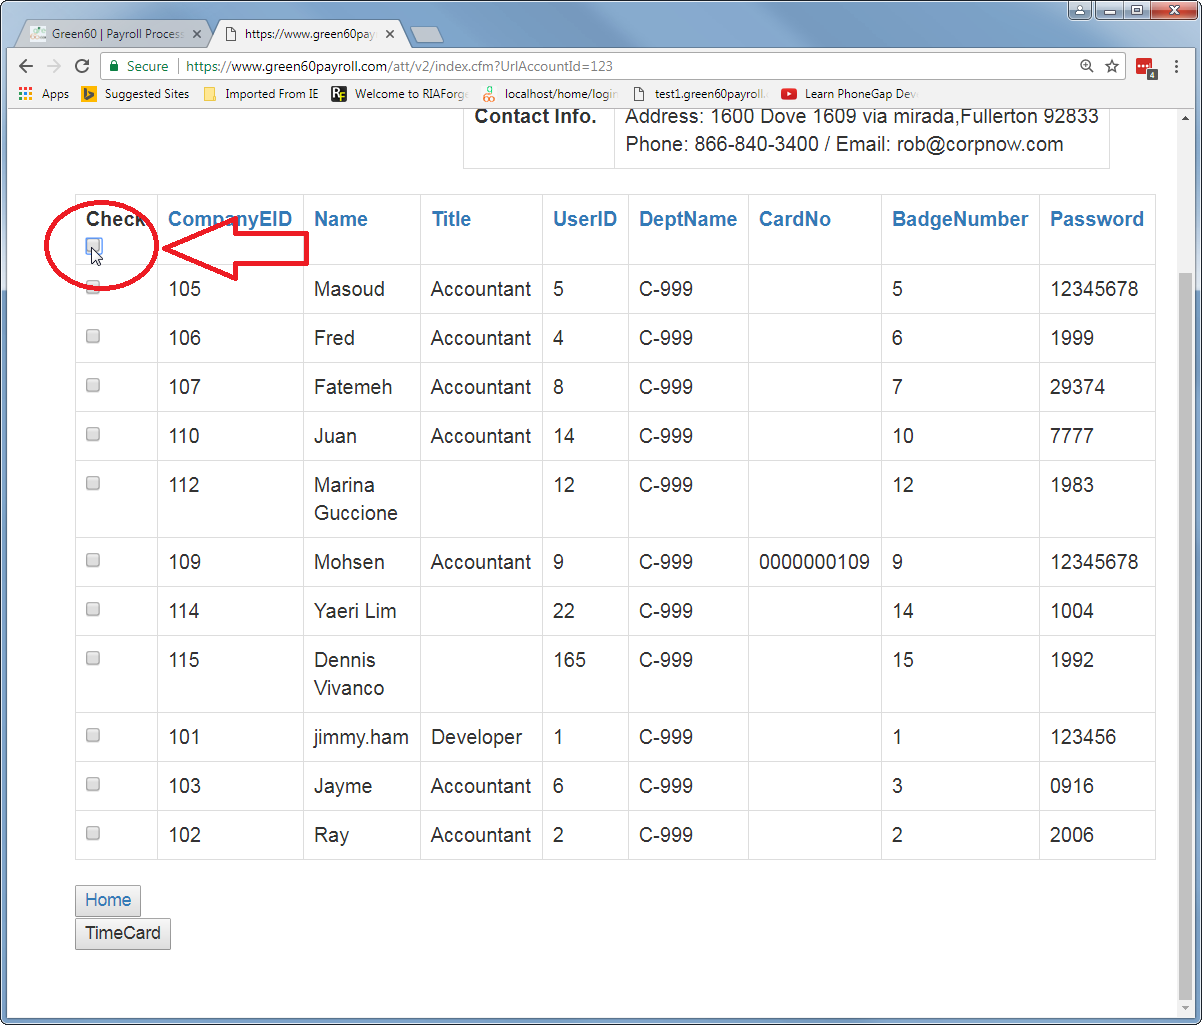 Green60 | Payroll Process
https://www.green60pay
Secure
https://www.green60payroll.com/att/v2/index.cfm?UrlAccountId=123
4
Apps
Suggested Sites
Imported From IE
RF
Welcome to RIAForge
localhost/home/login
test1.green60payroll.
Learn PhoneGap Dev
Contact Info.
Address: 1600 Dove 1609 via mirada,Fullerton 92833
Phone: 866-840-3400 / Email: rob@corpnow.com
Check CompanyEID Name Title UserID DeptName CardNo BadgeNumber Password
105 Masoud Accountant 5 C-999 5 12345678
106 Fred Accountant 4 C-999 6 1999
107 Fatemeh Accountant 8 C-999 7 29374
110 Juan Accountant 14 C-999 10 7777
112 Marina 12 C-999 12 1983
Guccione
109 Mohsen Accountant 9 C-999 0000000109 9 12345678
114 Yaeri Lim 22 C-999 14 1004
115 Dennis 165 C-999 15 1992
Vivanco
101 jimmy.ham Developer 1 C-999 1 123456
103 Jayme Accountant 6 C-999 3 0916
102 Ray Accountant 2 C-999 2 2006
Home
TimeCard